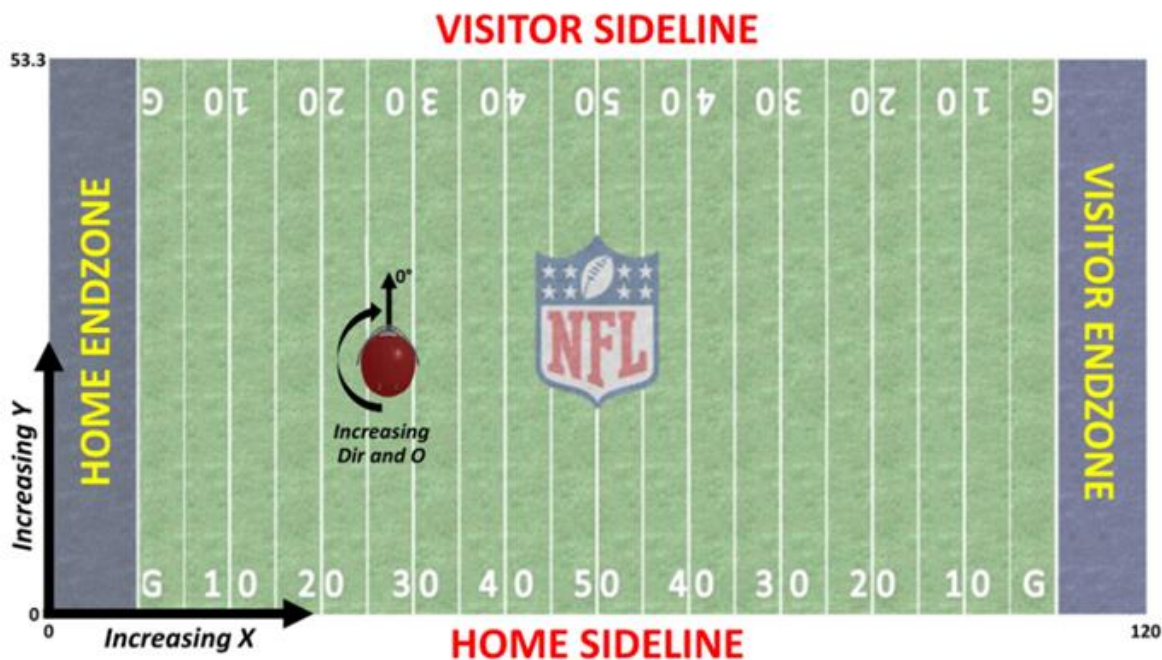 VISITOR SIDELINE
53.3
G 10 20 30 40 50 40 30 20 10 G
HOME ENDZONE
VISITOR ENDZONE
0°
NFL
Increasing
Dir and O
Increasing Y
G 10 20 30 40 50 40 30 20 10 G
0
0
Increasing X
HOME SIDELINE
120